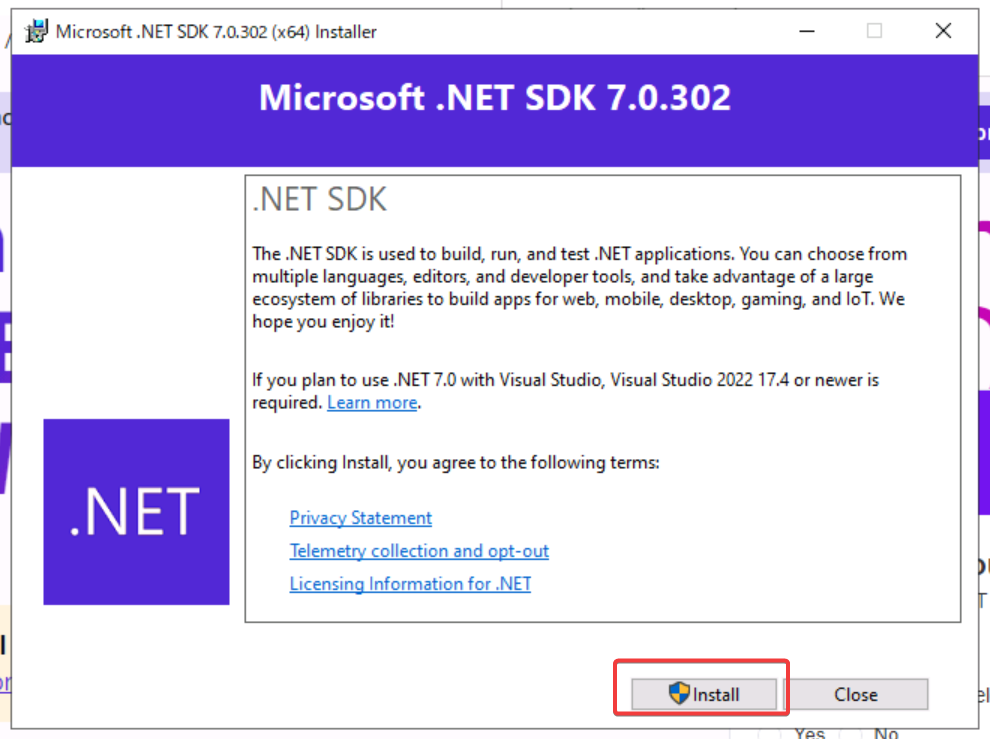 Microsoft .NET SDK 7.0.302 (x64) Installer
Microsoft .NET SDK 7.0.302
.NET SDK
The .NET SDK is used to build, run, and test .NET applications. You can choose from
multiple languages, editors, and developer tools, and take advantage of a large
ecosystem of libraries to build apps for web, mobile, desktop, gaming, and IoT. We
hope you enjoy it!
If you plan to use .NET 7.0 with Visual Studio, Visual Studio 2022 17.4 or newer is
required. Learn more.
By clicking Install, you agree to the following terms:
Privacy Statement
Telemetry collection and opt-out
Licensing Information for .NET
.NET
Install
Close
Yes
No